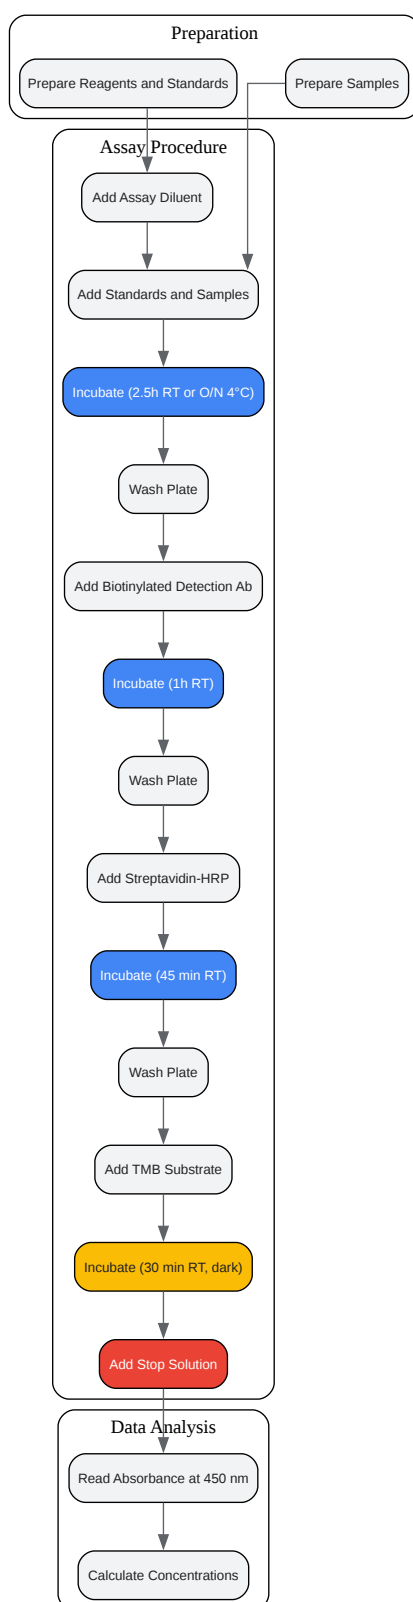 Preparation
Prepare Reagents and Standards
Prepare Samples
Assay Procedure
Add Assay Diluent
Add Standards and Samples
Incubate (2.5h RT or O/N 4°C)
Wash Plate
Add Biotinylated Detection Ab
Incubate (1h RT)
Wash Plate
Add Streptavidin-HRP
Incubate (45 min RT)
Wash Plate
Add TMB Substrate
Incubate (30 min RT, dark)
Add Stop Solution
Data Analysis
Read Absorbance at 450 nm
Calculate Concentrations